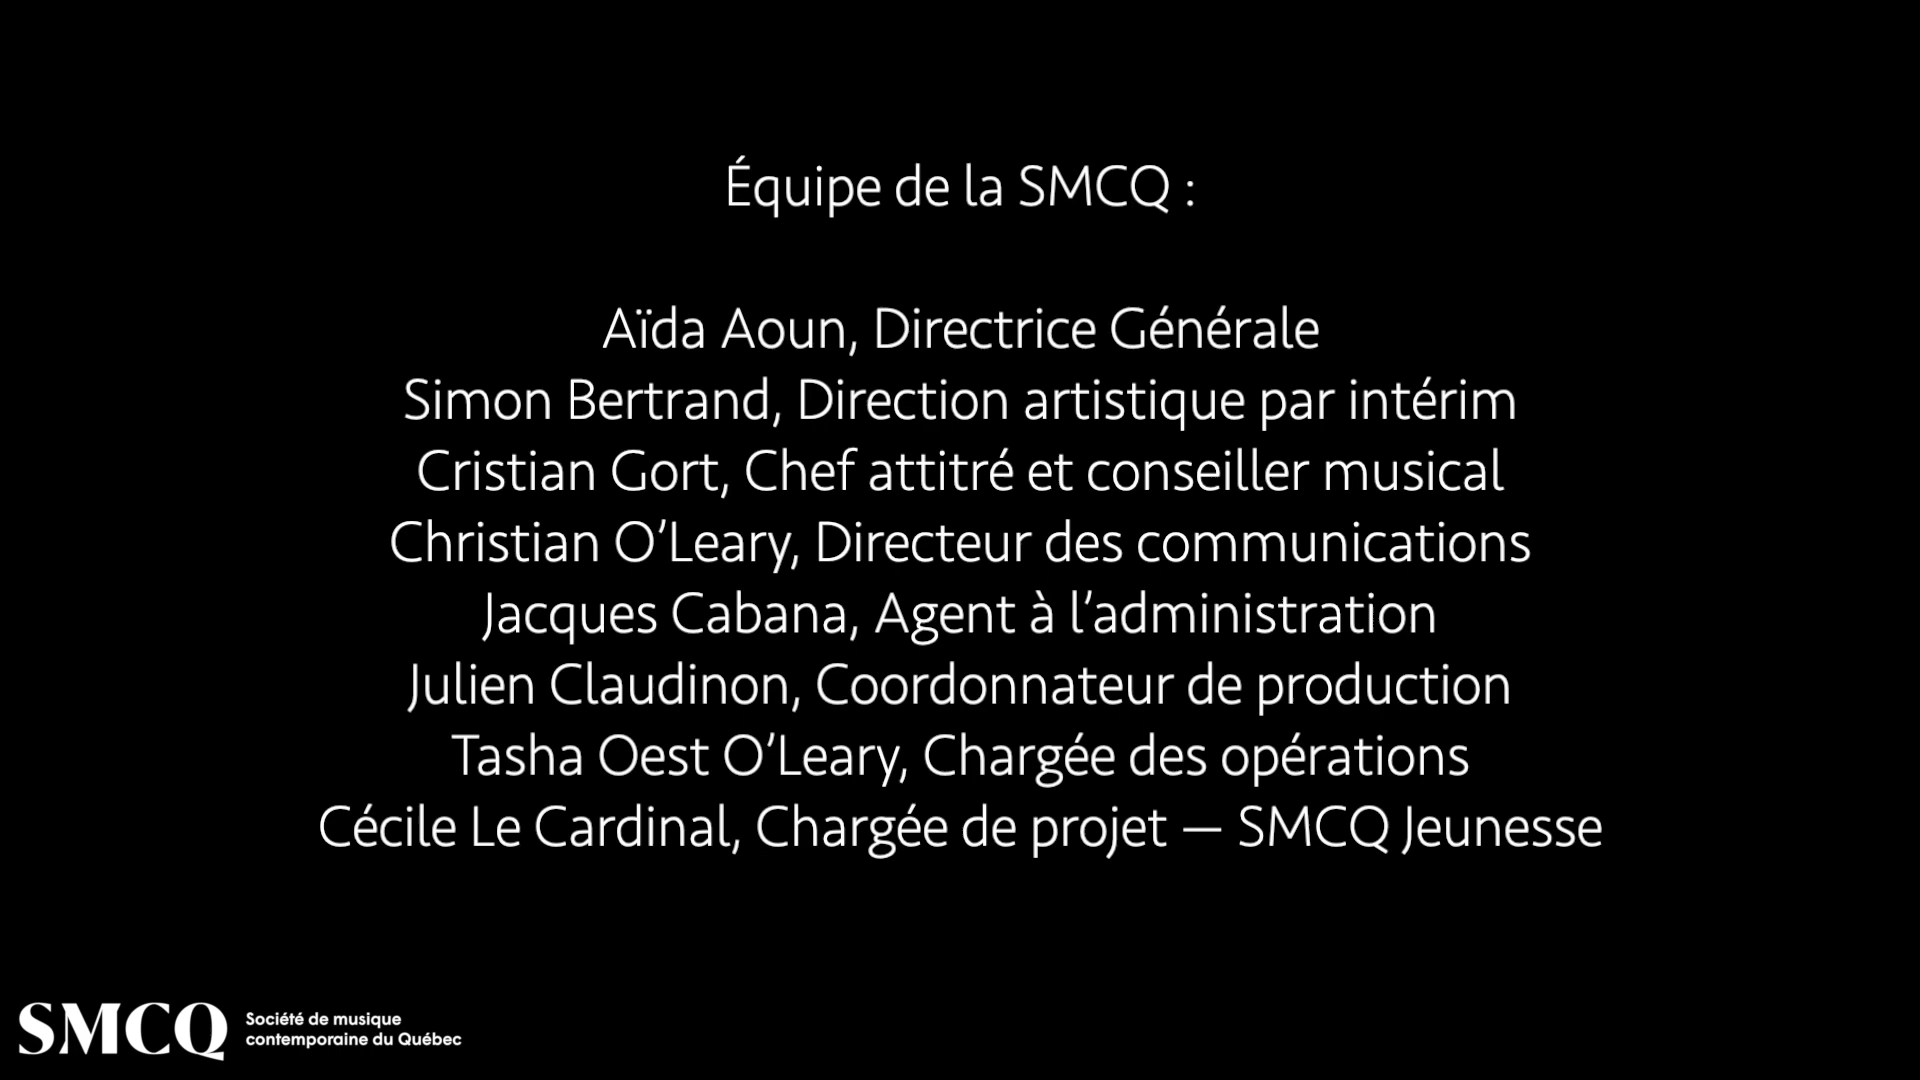 Équipe de la SMCQ :
Aïda Aoun, Directrice Générale
Simon Bertrand, Direction artistique par intérim
Cristian Gort, Chef attitré et conseiller musical
Christian O’Leary, Directeur des communications
Jacques Cabana, Agent à l’administration
Julien Claudinon, Coordonnateur de production
Tasha Oest O’Leary, Chargée des opérations
Cécile Le Cardinal, Chargée de projet — SMCQ Jeunesse
SMCQ
Société de musique
contemporaine du Québec